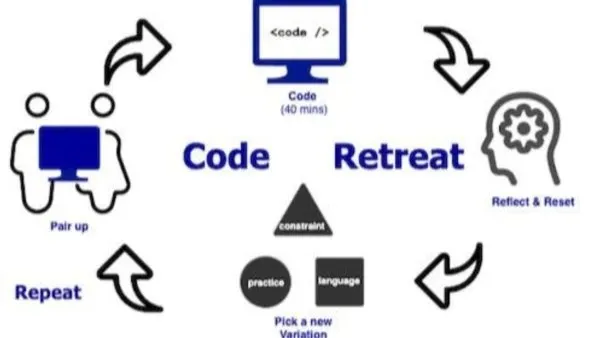 <code />
Code
(40 mins)
Code Retreat
Reflect & Reset
Pair up
constraint
practice
language
Repeat
Pick a new
Variation